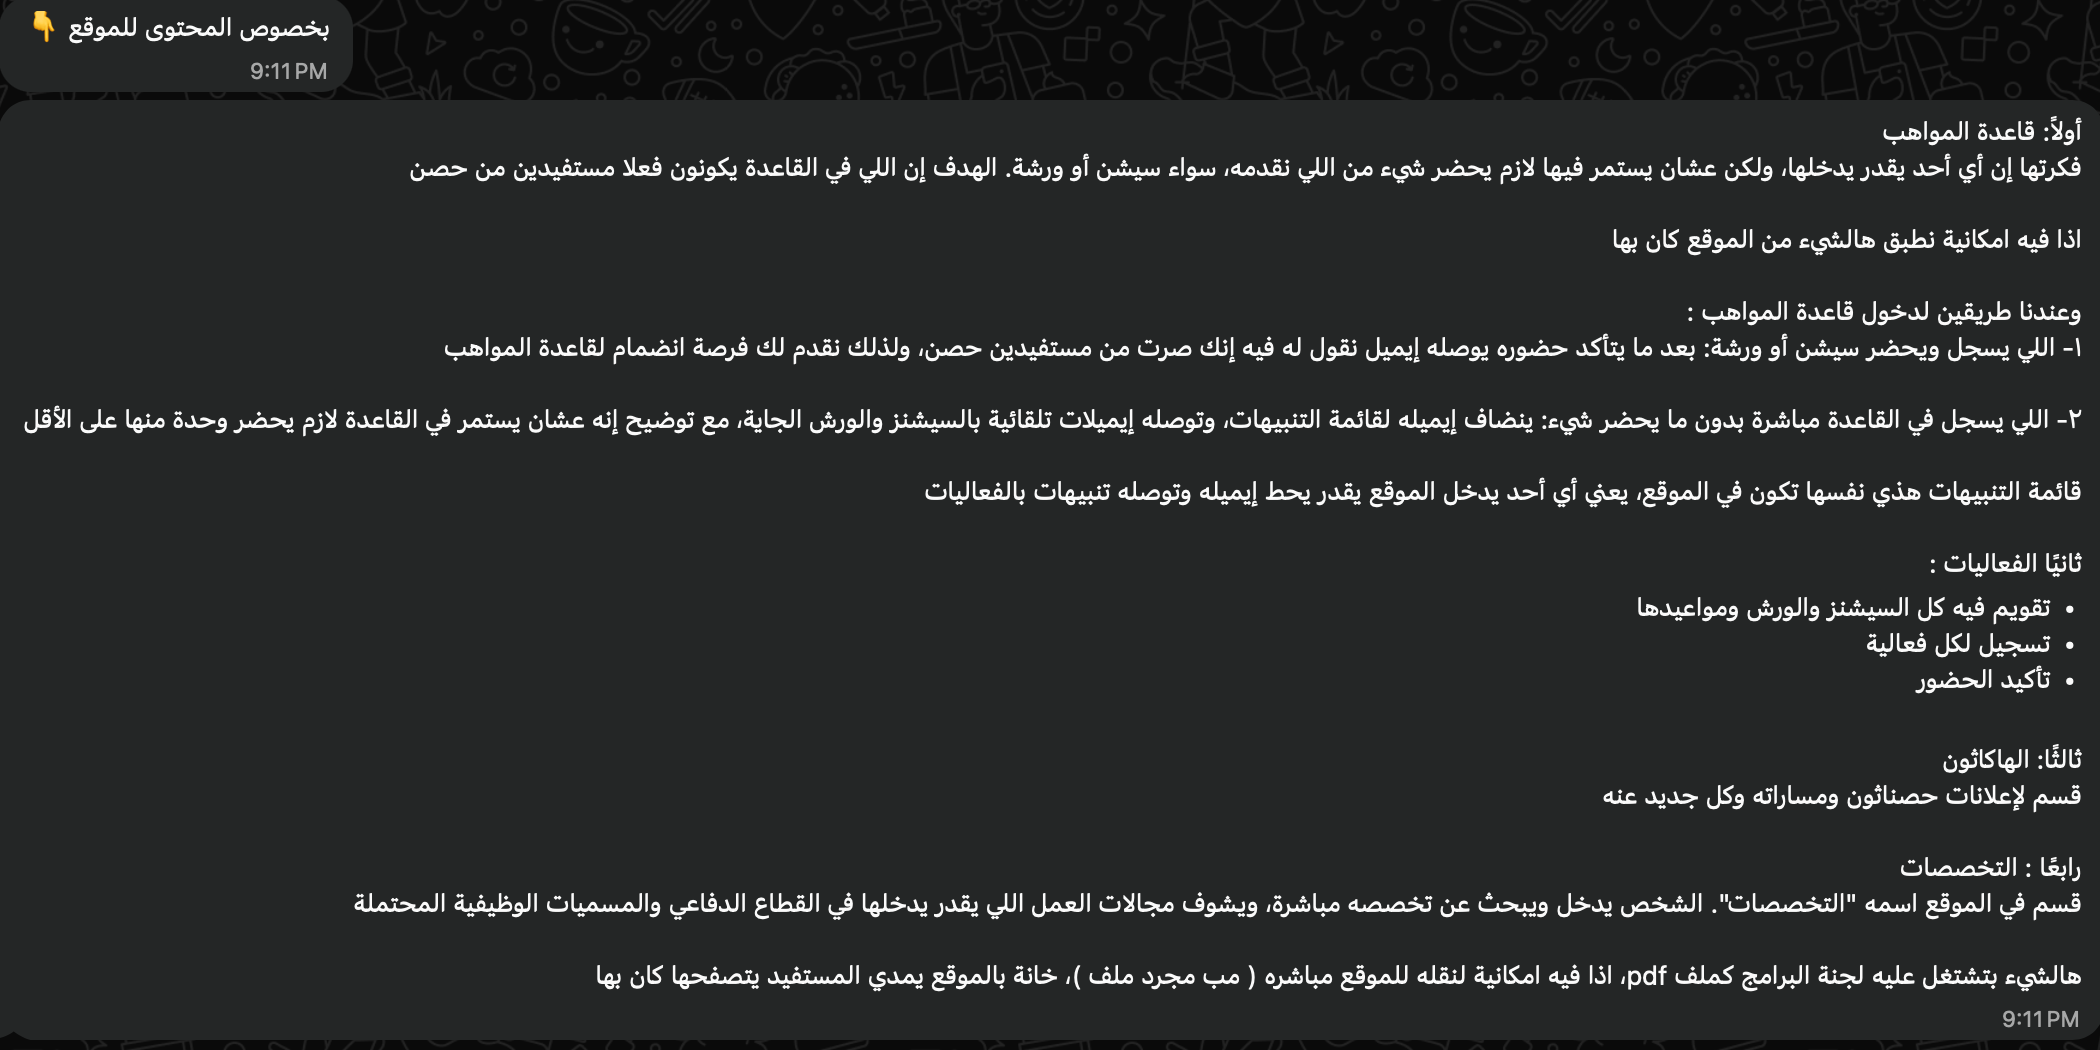 بخصوص المحتوى للموقع 👇
9:11 PM
أولاً: قاعدة المواهب
فكرتها إن أي أحد يقدر يدخلها، ولكن عشان يستمر فيها لازم يحضر شيء من اللي نقدمه، سواء سيشن أو ورشة. الهدف إن اللي في القاعدة يكونون فعلا مستفيدين من حصن
اذا فيه امكانية نطبق هالشيء من الموقع كان بها
وعندنا طريقين لدخول قاعدة المواهب :
١- اللي يسجل ويحضر سيشن أو ورشة: بعد ما يتأكد حضوره يوصله إيميل نقول له فيه إنك صرت من مستفيدين حصن، ولذلك نقدم لك فرصة انضمام لقاعدة المواهب
٢- اللي يسجل في القاعدة مباشرة بدون ما يحضر شيء: ينضاف إيميله لقائمة التنبيهات، وتوصله إيميلات تلقائية بالسيشنز والورش الجاية، مع توضيح إنه عشان يستمر في القاعدة لازم يحضر وحدة منها على الأقل
قائمة التنبيهات هذي نفسها تكون في الموقع، يعني أي أحد يدخل الموقع يقدر يحط إيميله وتوصله تنبيهات بالفعاليات
ثانيًا الفعاليات :
• تقويم فيه كل السيشنز والورش ومواعيدها
• تسجيل لكل فعالية
• تأكيد الحضور
ثالثًا: الهاكاثون
قسم لإعلانات حصناثون ومساراته وكل جديد عنه
رابعًا : التخصصات
قسم في الموقع اسمه "التخصصات". الشخص يدخل ويبحث عن تخصصه مباشرة، ويشوف مجالات العمل اللي يقدر يدخلها في القطاع الدفاعي والمسميات الوظيفية المحتملة
هالشيء بتشتغل عليه لجنة البرامج كملف pdf، اذا فيه امكانية لنقله للموقع مباشره ( مب مجرد ملف )، خانة بالموقع يمدي المستفيد يتصفحها كان بها
9:11 PM